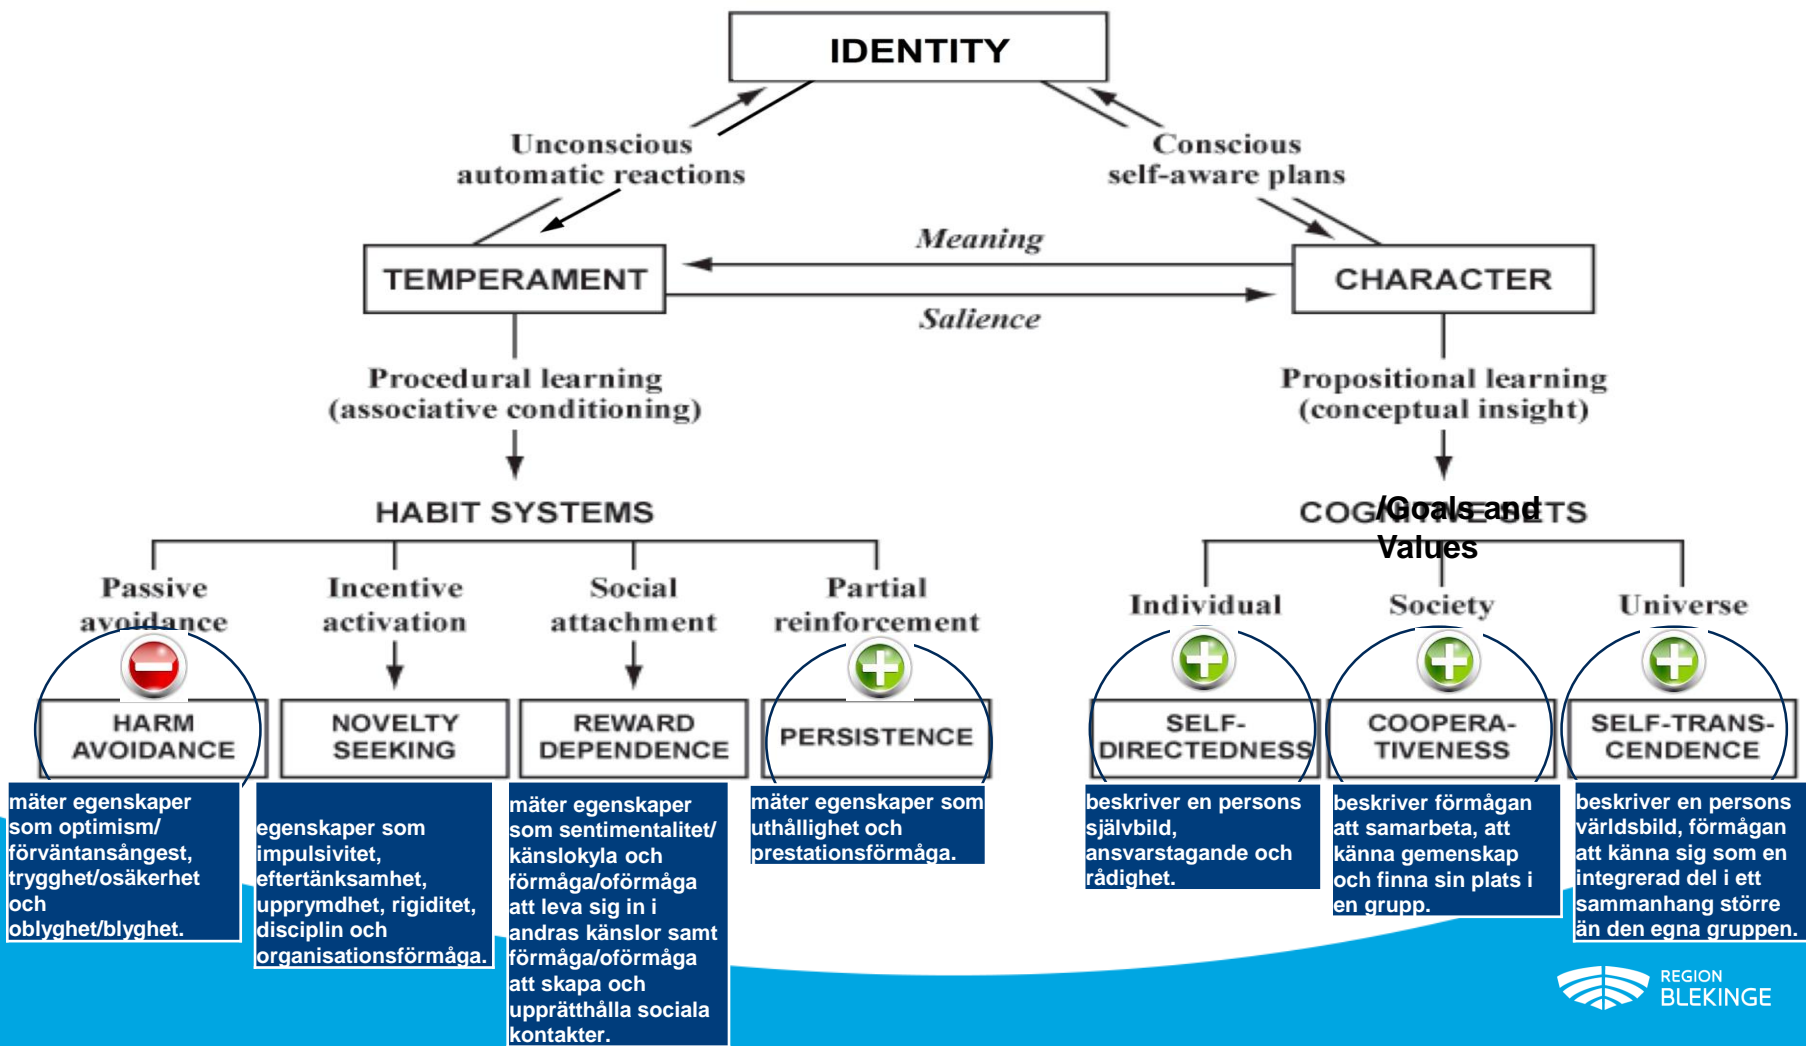 IDENTITY
Unconscious
automatic reactions
Conscious
self-aware plans
Meaning
TEMPERAMENT
CHARACTER
Salience
Procedural learning
(associative conditioning)
Propositional learning
(conceptual insight)
HABIT SYSTEMS
COGNITIVE SETS
/Goals and
Values
Passive
avoidance
Incentive
activation
Social
attachment
Partial
reinforcement
Individual
Society
Universe
HARM
AVOIDANCE
NOVELTY
SEEKING
REWARD
DEPENDENCE
PERSISTENCE
SELF-
DIRECTEDNESS
COOPERA-
TIVENESS
SELF-TRANS-
CENDENCE
mäter egenskaper
som optimism/
förväntansångest,
trygghet/osäkerhet
och
oblyghet/blyghet.
egenskaper som
impulsivitet,
eftertänksamhet,
upprymdhet, rigiditet,
disciplin och
organisationsförmåga.
mäter egenskaper
som sentimentalitet/
känslokyla och
förmåga/oförmåga
att leva sig in i
andras känslor samt
förmåga/oförmåga
att skapa och
upprätthålla sociala
kontakter.
mäter egenskaper som
uthållighet och
prestationsförmåga.
beskriver en persons
självbild,
ansvarstagande och
rådighet.
beskriver förmågan
att samarbeta, att
känna gemenskap
och finna sin plats i
en grupp.
beskriver en persons
världsbild, förmågan
att känna sig som en
integrerad del i ett
sammanhang större
än den egna gruppen.
REGION
BLEKINGE